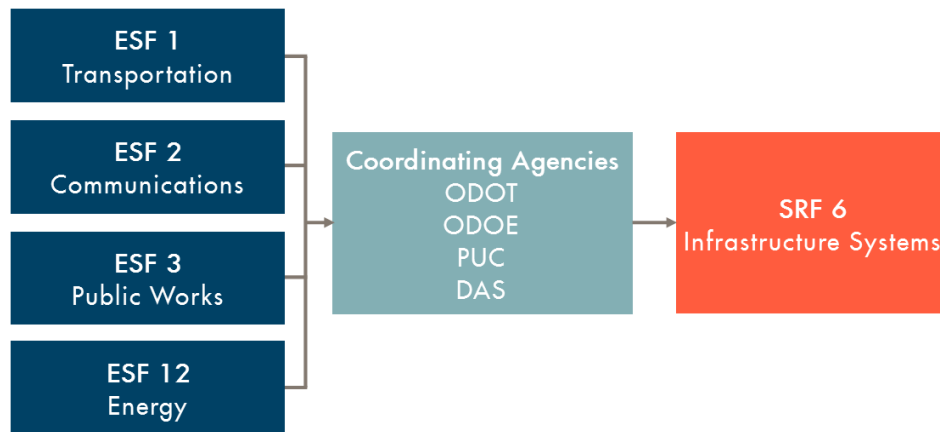 ESF 1
Transportation
ESF 2
Communications
ESF 3
Public Works
ESF 12
Energy
Coordinating Agencies
ODOT
ODOE
PUC
DAS
SRF 6
Infrastructure Systems